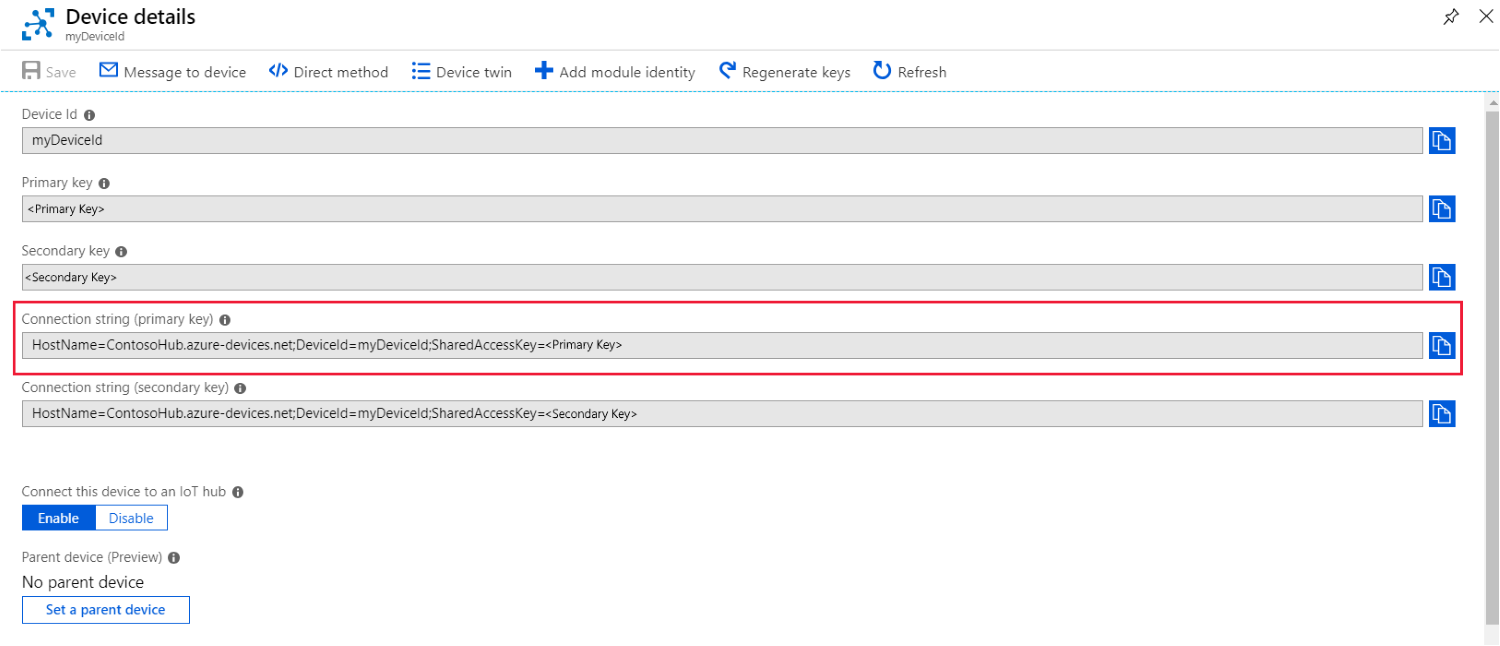 Device details
myDeviceId
Save Message to device Direct method Device twin Add module identity Regenerate keys Refresh
Device Id
myDeviceId
Primary key
<Primary Key>
Secondary key
<Secondary Key>
Connection string (primary key)
HostName=ContosoHub.azure-devices.net;DeviceId=myDeviceId;SharedAccessKey=<Primary Key>
Connection string (secondary key)
HostName=ContosoHub.azure-devices.net;DeviceId=myDeviceId;SharedAccessKey=<Secondary Key>
Connect this device to an IoT hub
Enable Disable
Parent device (Preview)
No parent device
Set a parent device